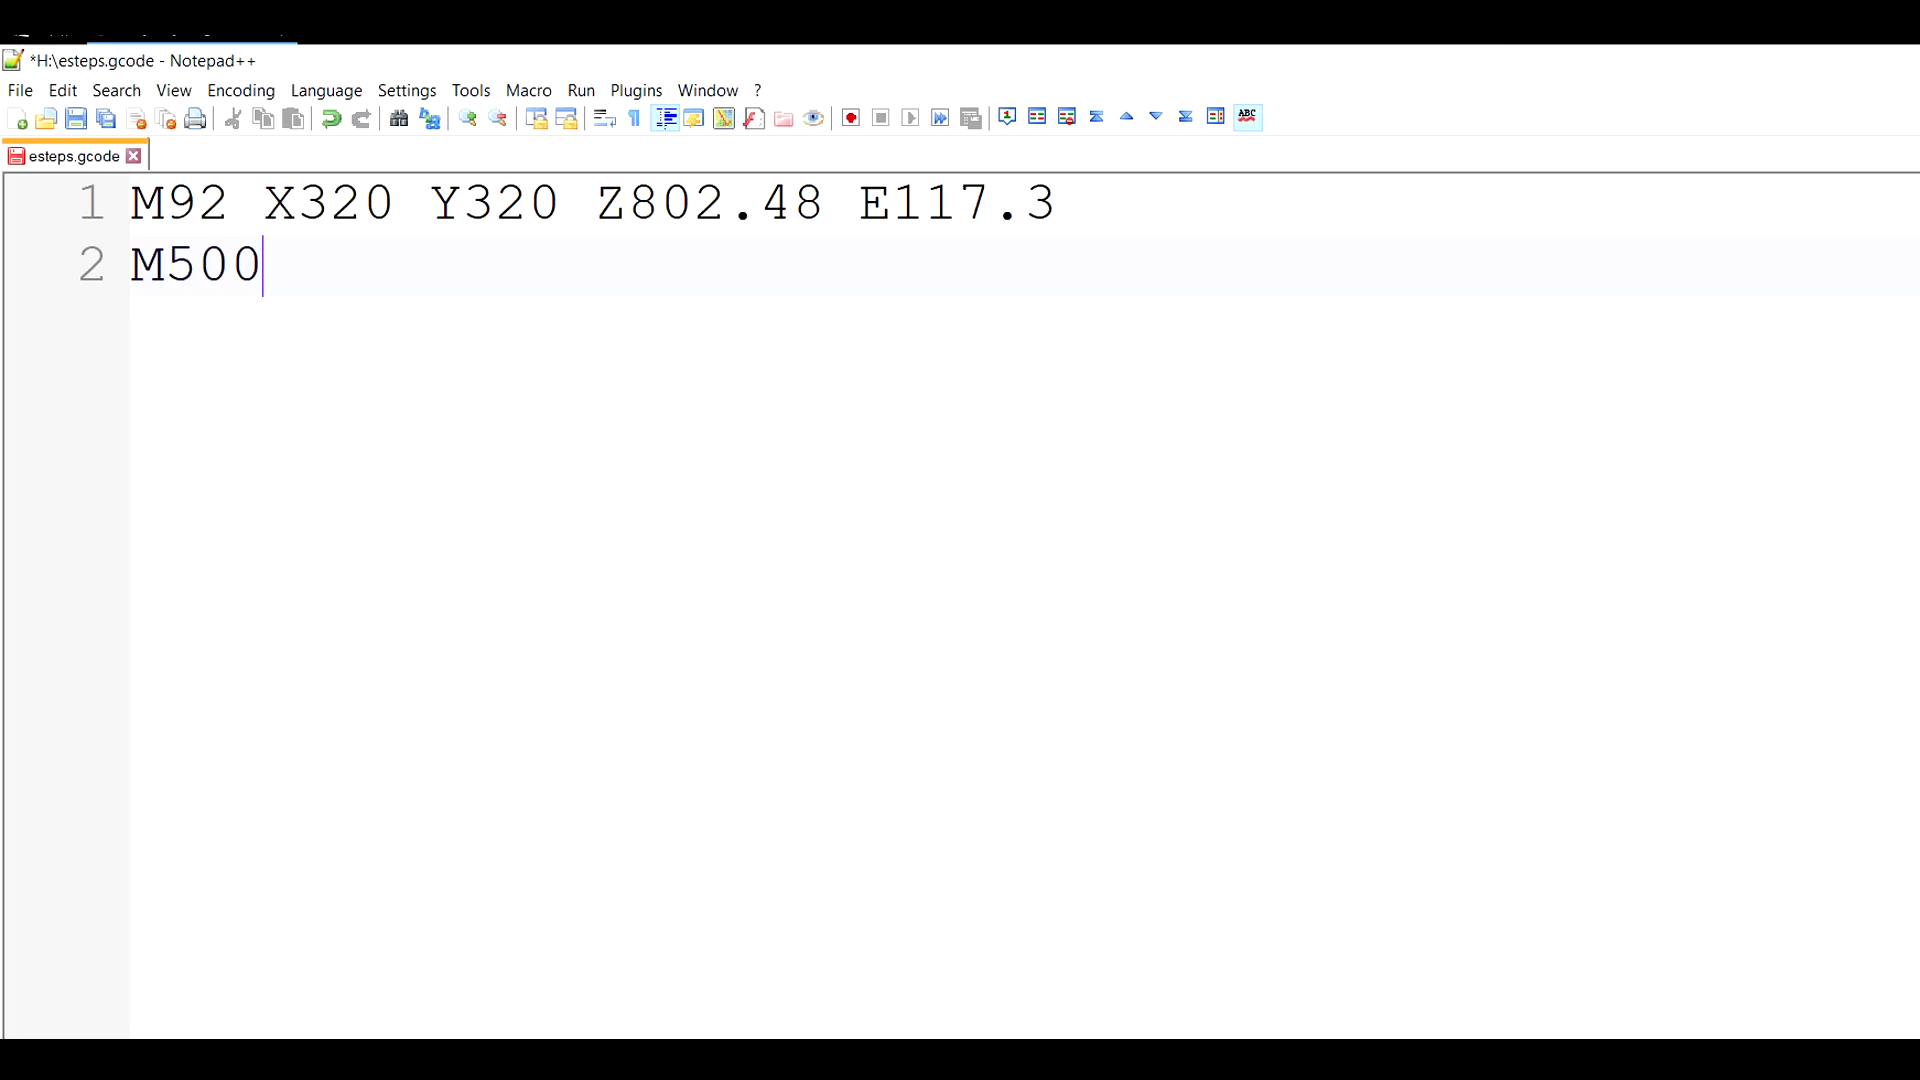 *H:\esteps.gcode - Notepad++
File Edit Search View Encoding Language Settings Tools Macro Run Plugins Window ?
ABC
esteps.gcode
1 M92 X320 Y320 Z802.48 E117.3
2 M500